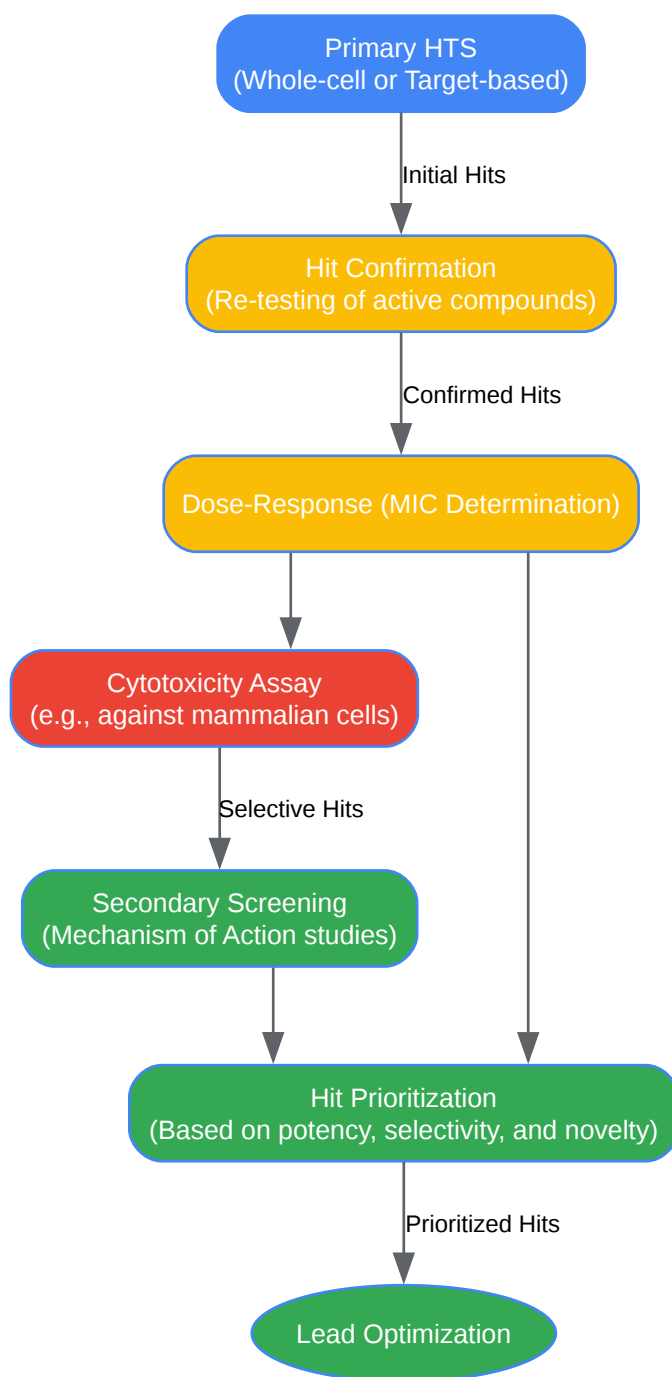 Primary HTS
(Whole-cell or Target-based)
Initial Hits
Hit Confirmation
(Re-testing of active compounds)
Confirmed Hits
Dose-Response (MIC Determination)
Cytotoxicity Assay
(e.g., against mammalian cells)
Selective Hits
Secondary Screening
(Mechanism of Action studies)
Hit Prioritization
(Based on potency, selectivity, and novelty)
Prioritized Hits
Lead Optimization